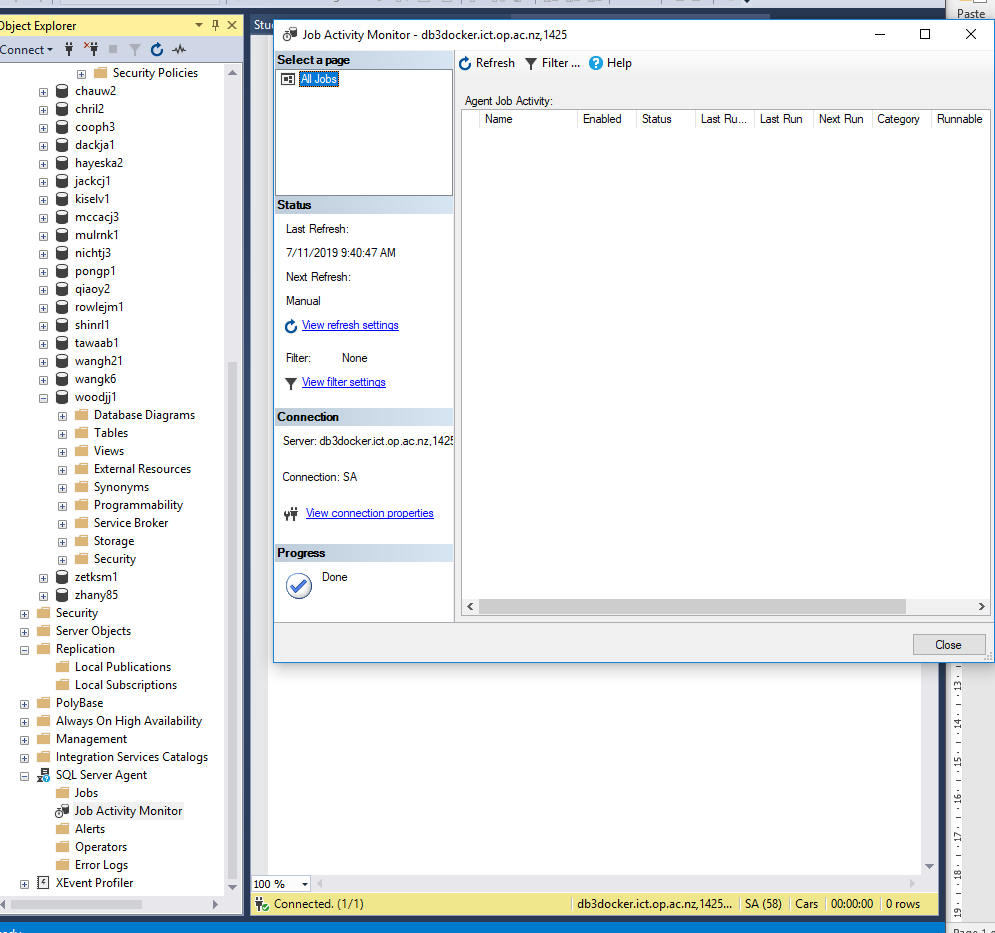 Paste
Object Explorer
Connect
Security Policies
chauw2
chril2
cooph3
dackja1
hayeska2
jackcj1
kiselv1
mccacj3
mulrnk1
nichtj3
pongp1
qiaoy2
rowlejm1
shinrl1
tawaab1
wangh21
wangk6
woodjj1
Database Diagrams
Tables
Views
External Resources
Synonyms
Programmability
Service Broker
Storage
Security
zetksm1
zhany85
Security
Server Objects
Replication
Local Publications
Local Subscriptions
PolyBase
Always On High Availability
Management
Integration Services Catalogs
SQL Server Agent
Jobs
Job Activity Monitor
Alerts
Operators
Error Logs
XEvent Profiler
Stu
Job Activity Monitor - db3docker.ict.op.ac.nz,1425
Select a page
All Jobs
Refresh Filter ... Help
Agent Job Activity:
Name Enabled Status Last Ru... Last Run Next Run Category Runnable
Status
Last Refresh:
7/11/2019 9:40:47 AM
Next Refresh:
Manual
View refresh settings
Filter: None
View filter settings
Connection
Server: db3docker.ict.op.ac.nz,1425
Connection: SA
View connection properties
Progress
Done
Close
13
14
15
16
17
18
19
100 %
Connected. (1/1) db3docker.ict.op.ac.nz,1425... SA (58) Cars 00:00:00 0 rows